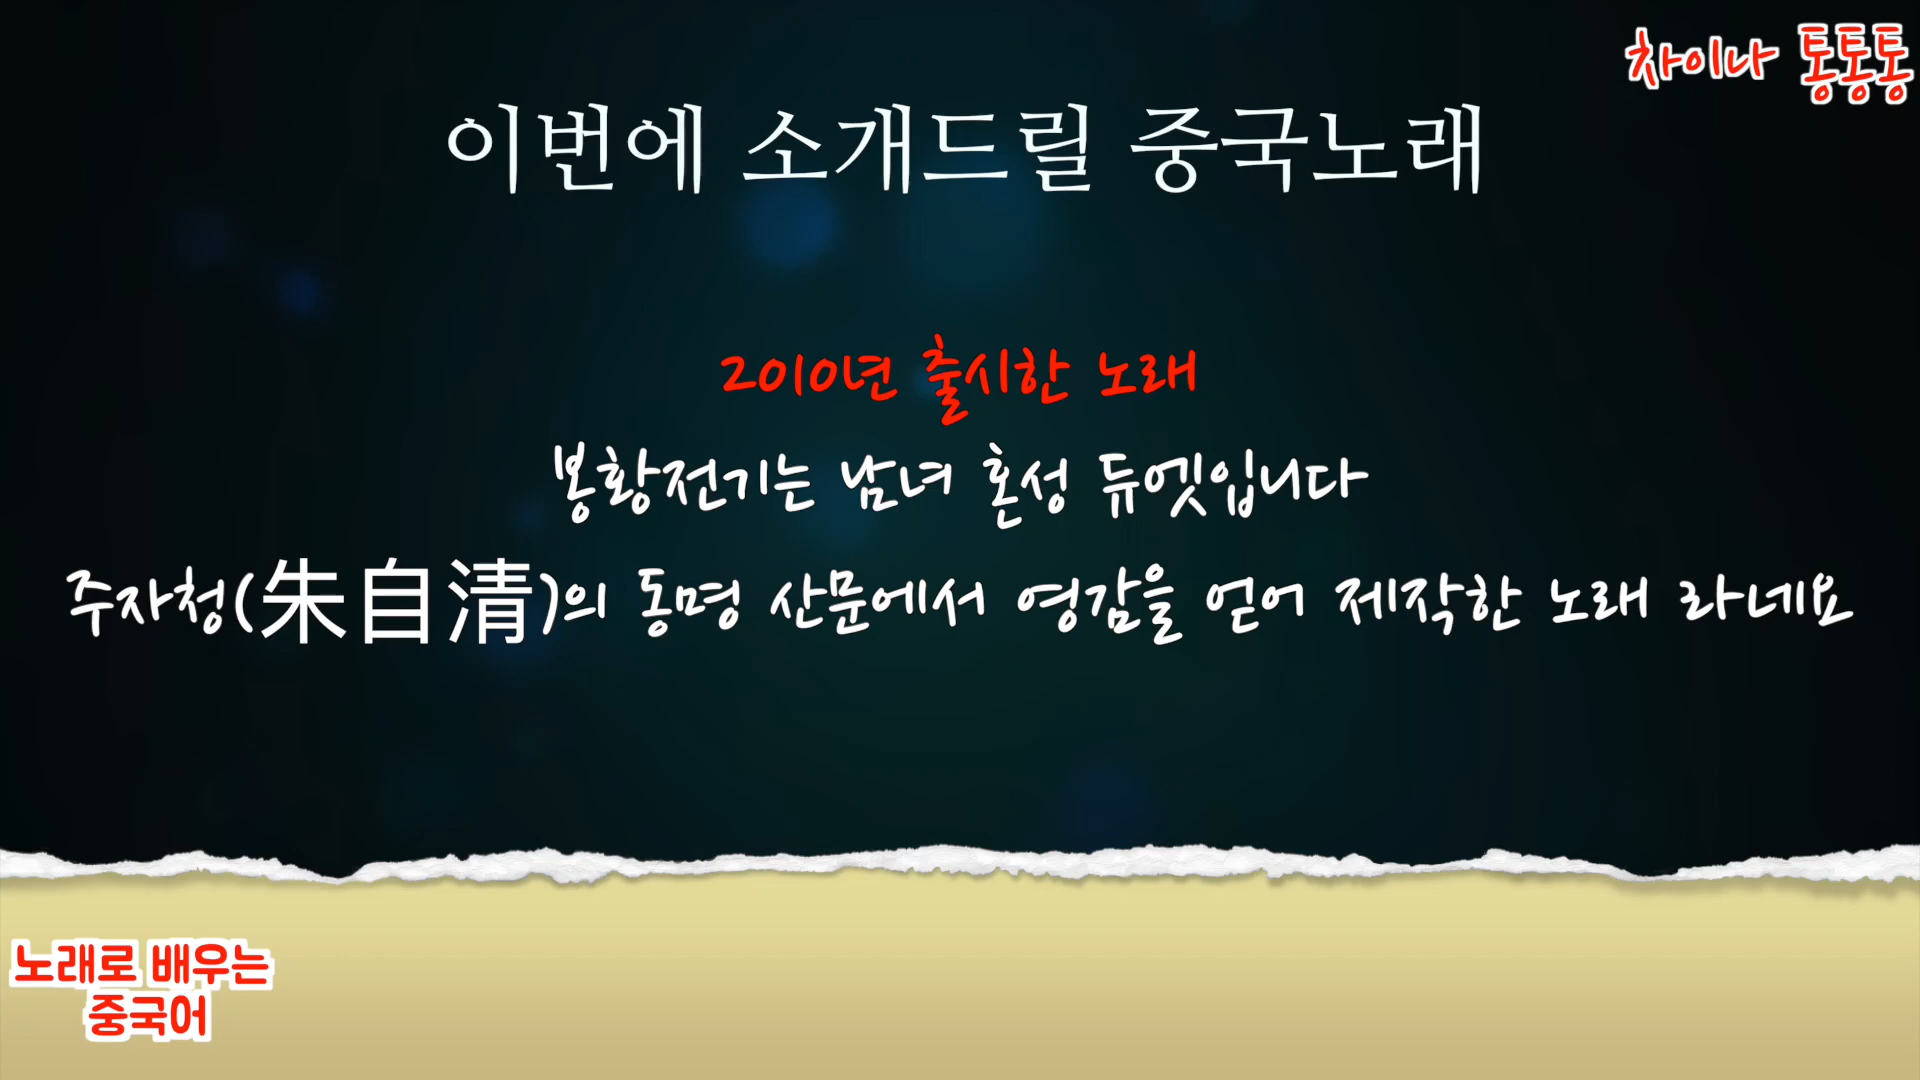 차이나 통통통
이번에 소개드릴 중국노래
2010년 출시한 노래
봉황전기는 남녀 혼성 듀엣입니다
주자청(朱自清)의 동명 산문에서 영감을 얻어 제작한 노래 라네요
노래로 배우는
중국어